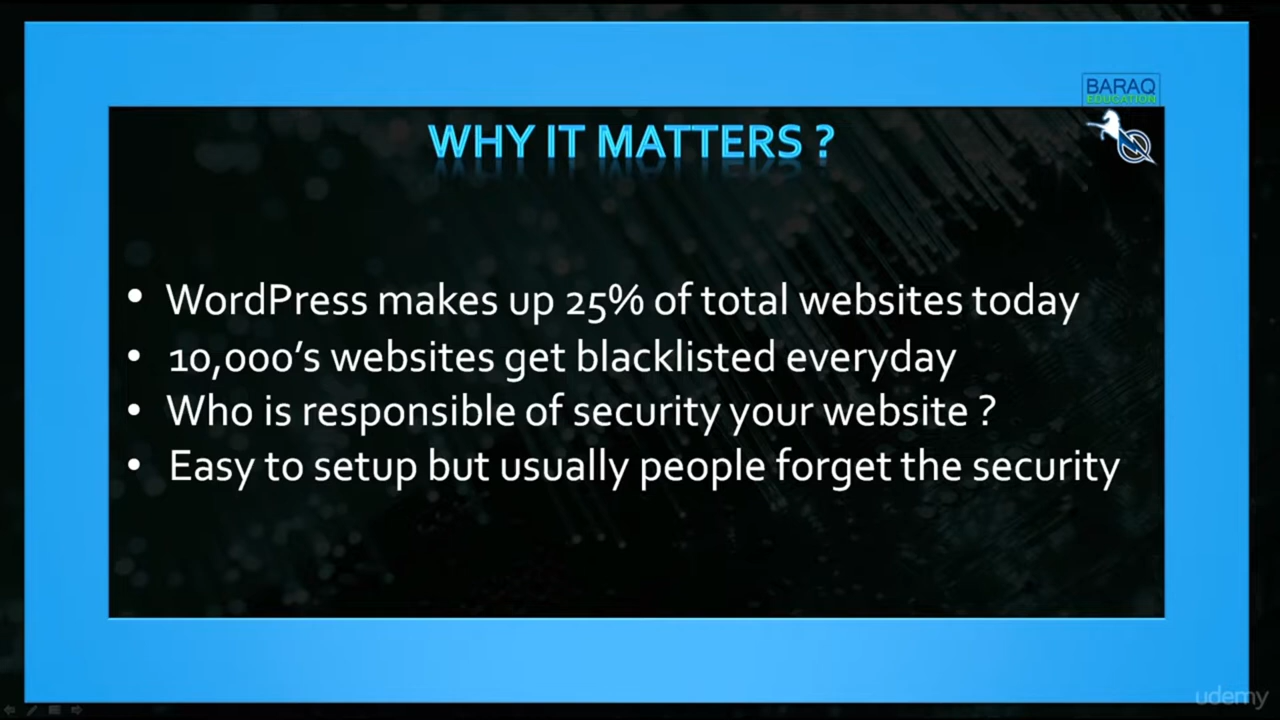 BARAQ
EDUCATION
WHY IT MATTERS ?
• WordPress makes up 25% of total websites today
• 10,000’s websites get blacklisted everyday
• Who is responsible of security your website ?
• Easy to setup but usually people forget the security
udemy